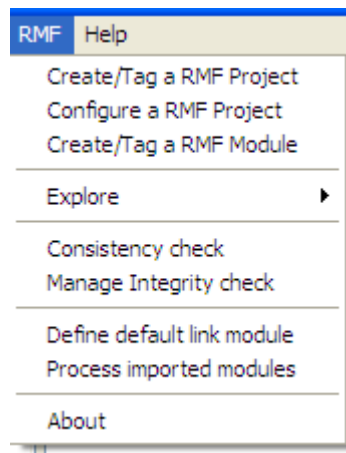 RMF Help
Create/Tag a RMF Project
Configure a RMF Project
Create/Tag a RMF Module
Explore
Consistency check
Manage Integrity check
Define default link module
Process imported modules
About